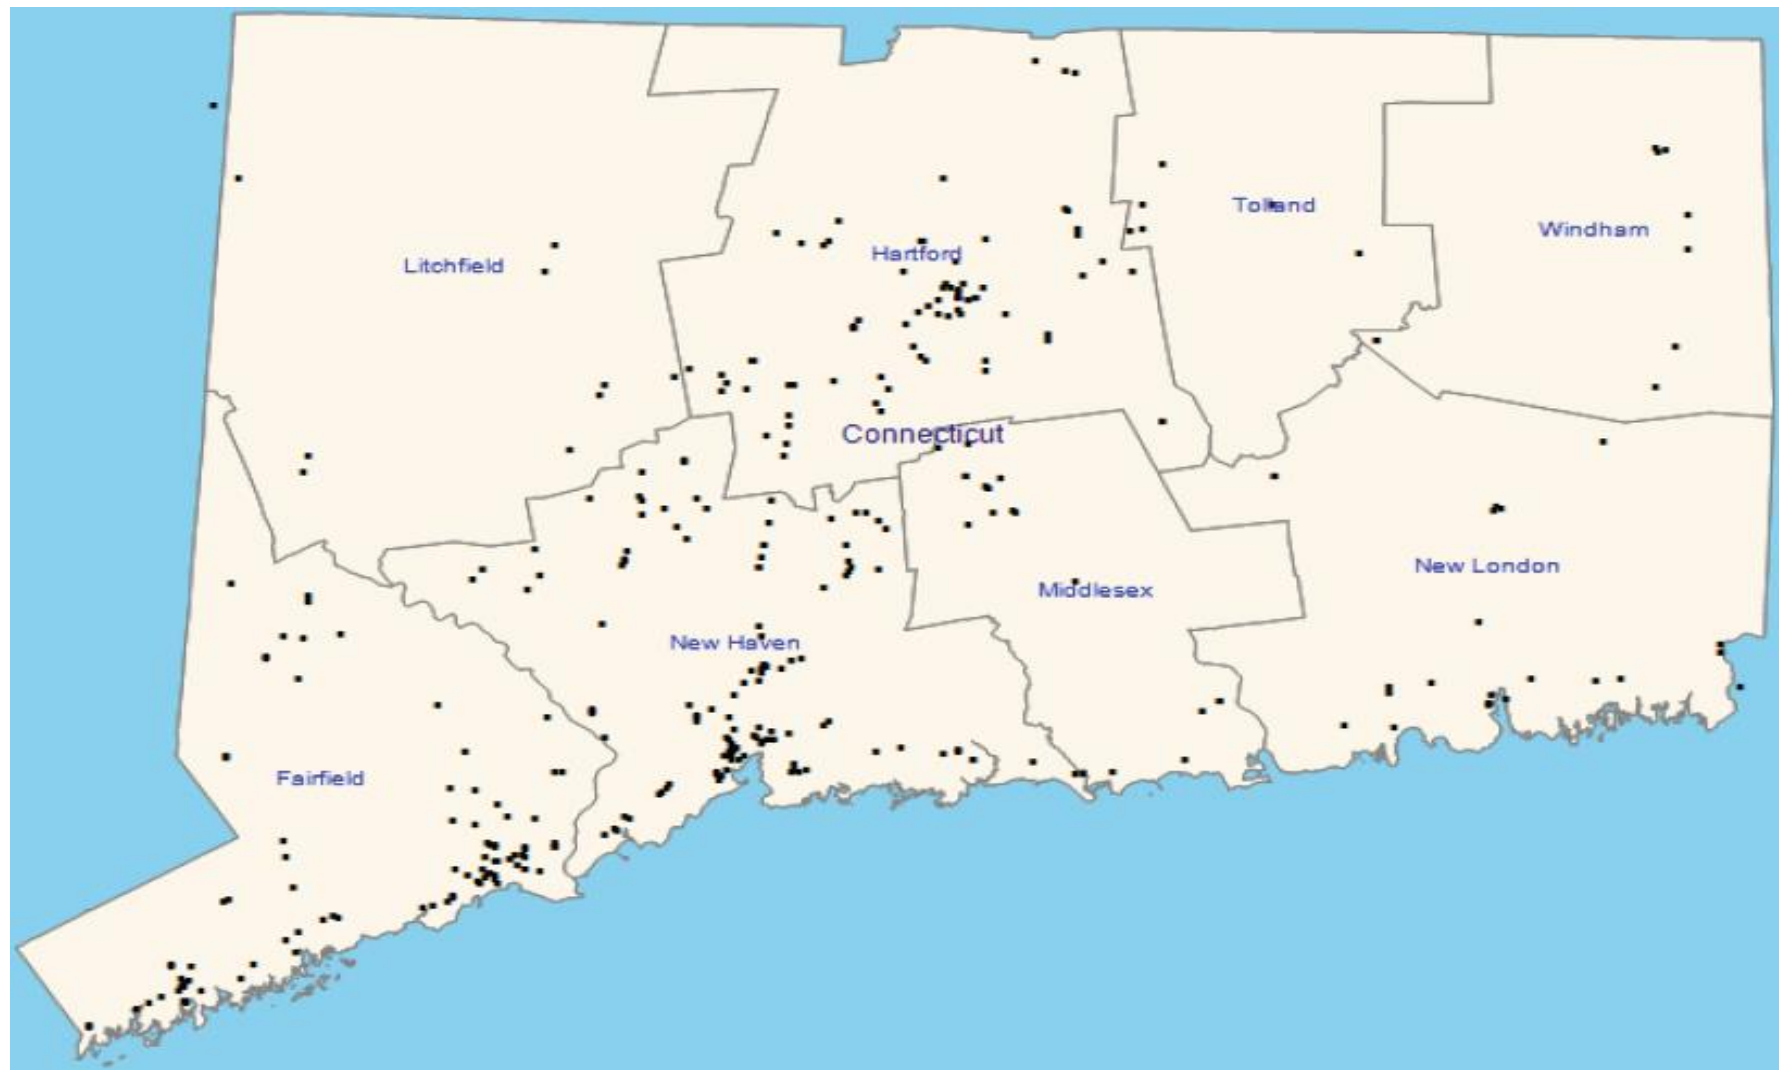 Tolland
Windham
Hartford
Litchfield
Connecticut
New London
Middlesex
New Haven
Fairfield